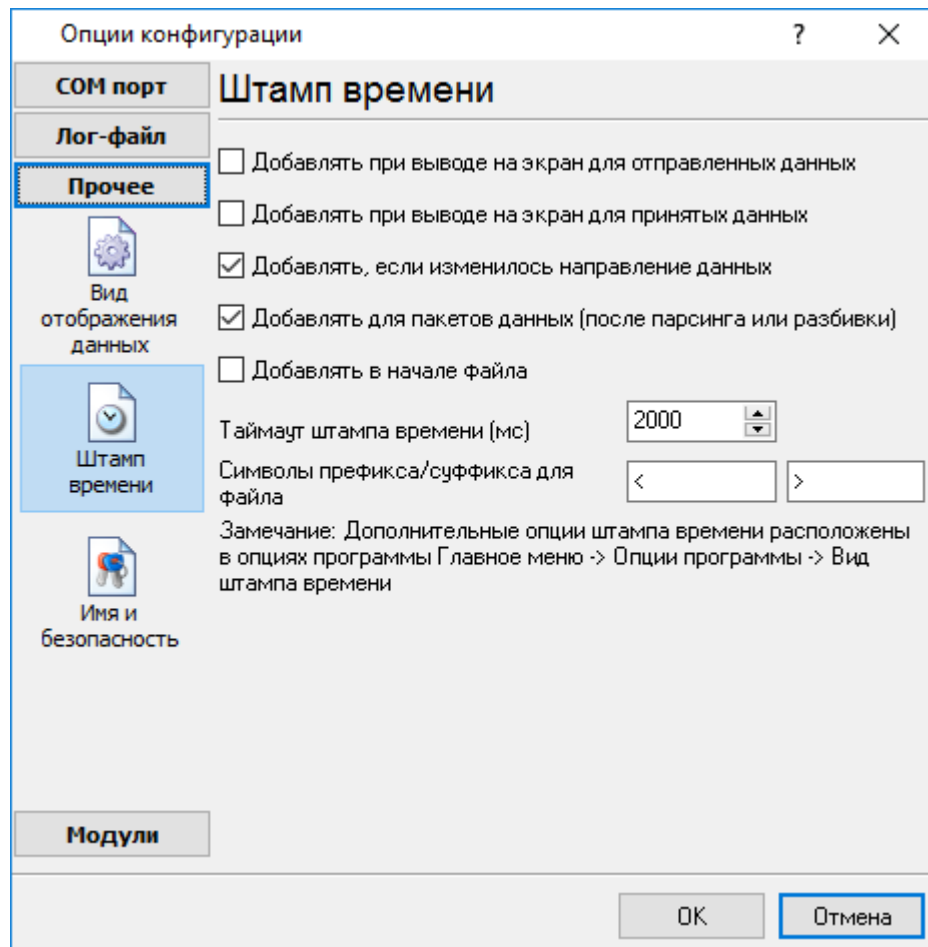 Опции конфигурации
?
COM порт
Лог-файл
Прочее
Вид
отображения
данных
Штамп
времени
Имя и
безопасность
Модули
Штамп времени
Добавлять при выводе на экран для отправленных данных
Добавлять при выводе на экран для принятых данных
Добавлять, если изменилось направление данных
Добавлять для пакетов данных (после парсинга или разбивки)
Добавлять в начале файла
Таймаут штампа времени (мс) 2000
Символы префикса/суффикса для
файла
< >
Замечание: Дополнительные опции штампа времени расположены
в опциях программы Главное меню -> Опции программы -> Вид
штампа времени
OK Отмена